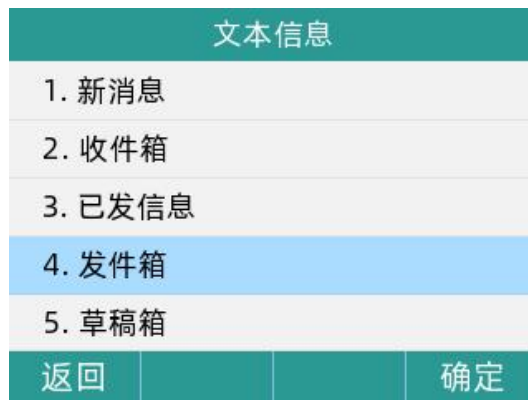 文本信息
1. 新消息
2. 收件箱
3. 已发信息
4. 发件箱
5. 草稿箱
返回 确定